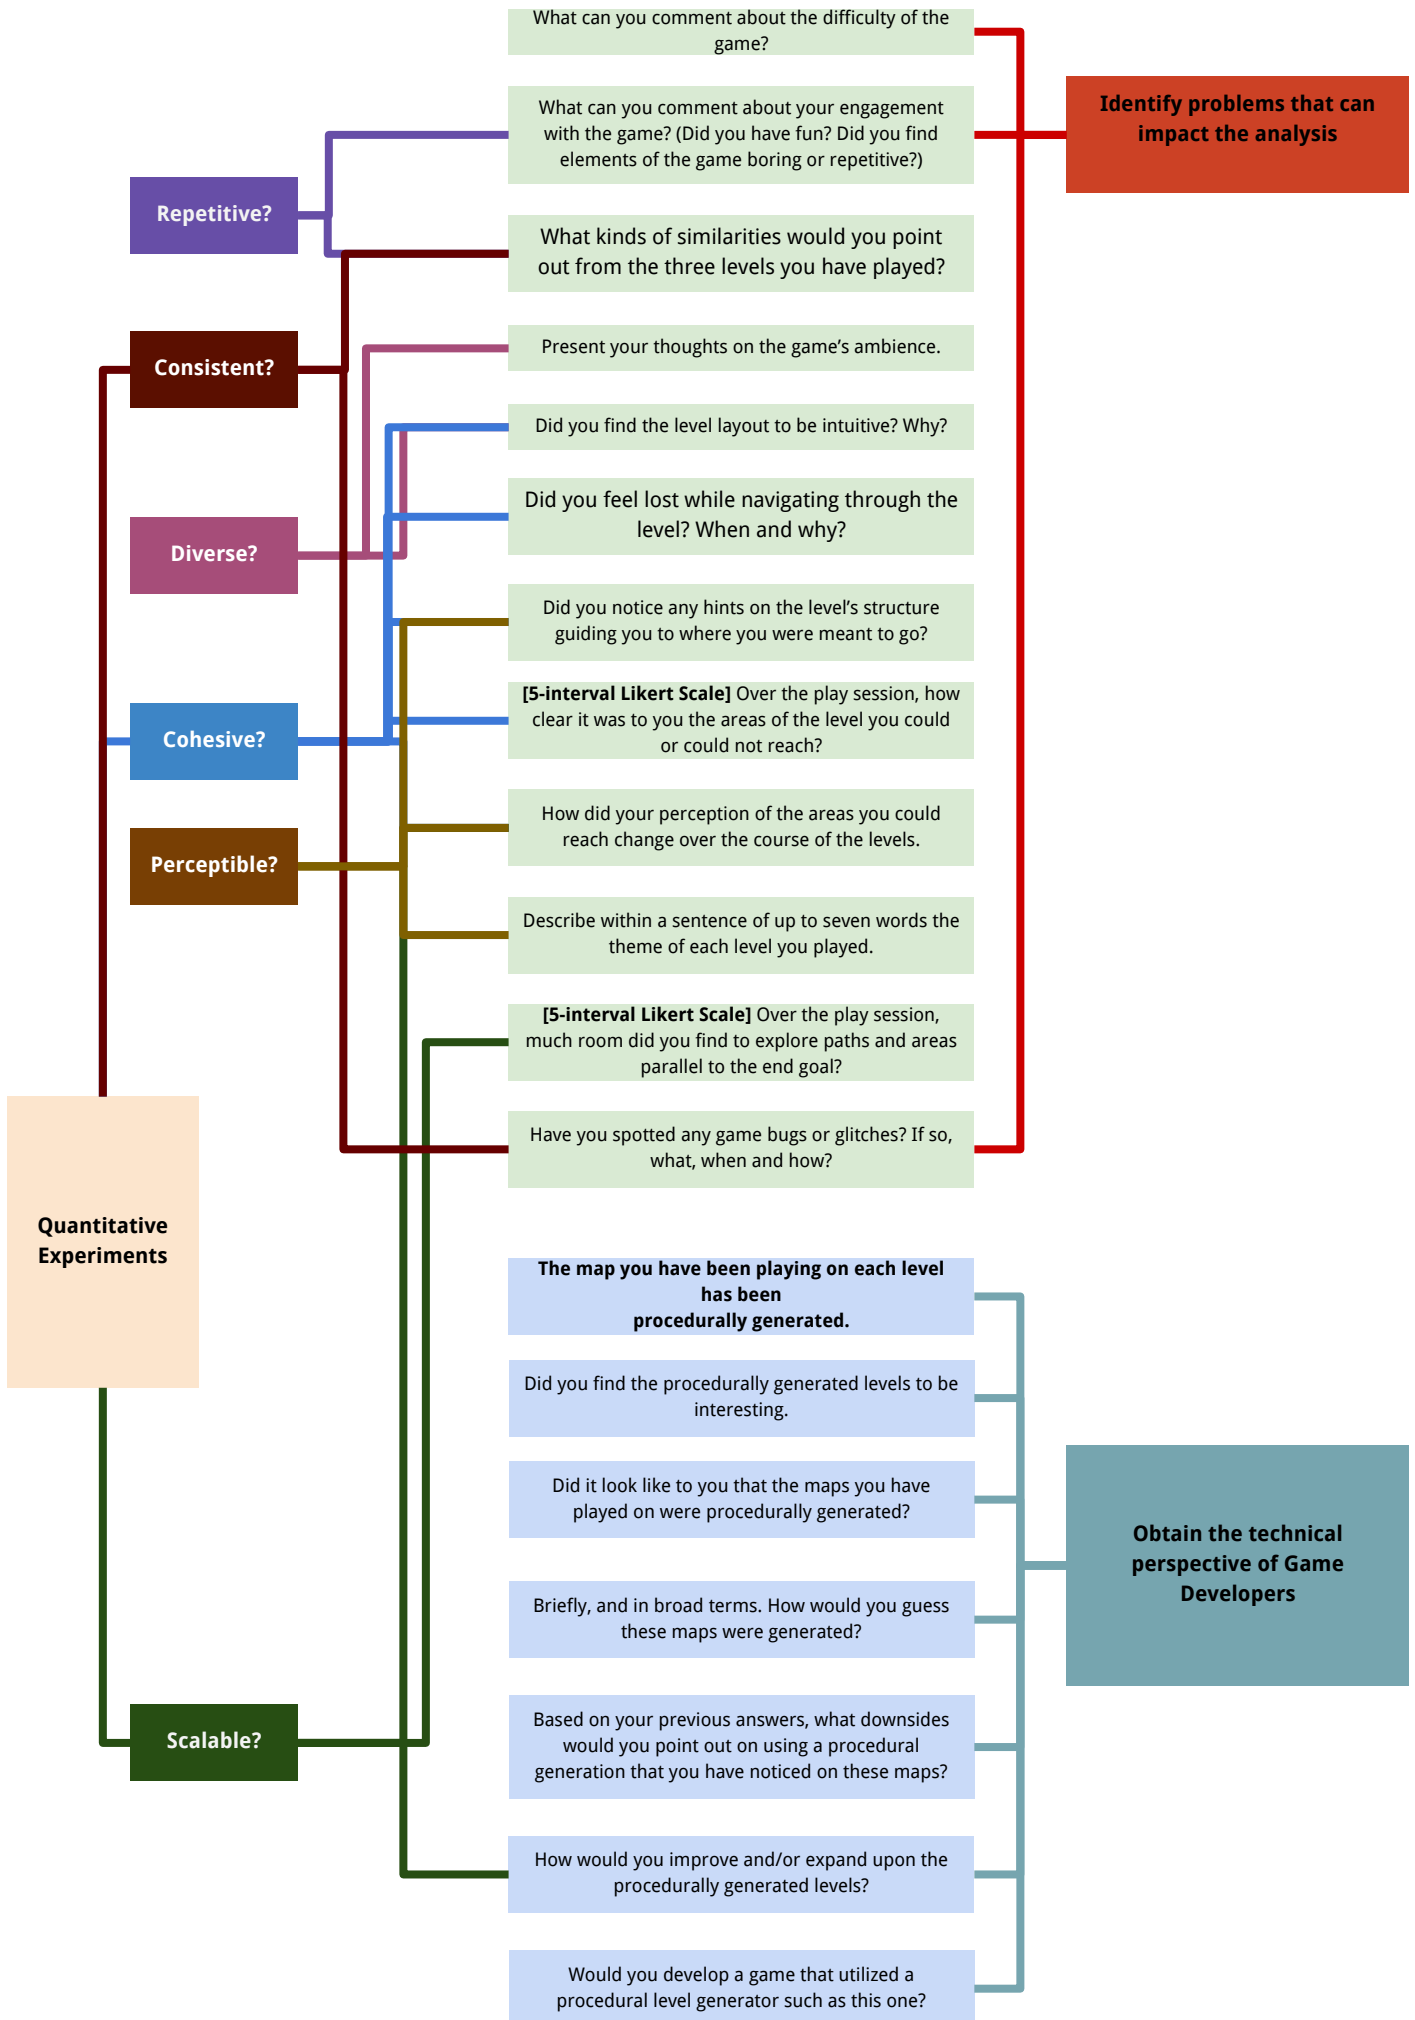 What can you comment about the difficulty of the
game?
Identify problems that can
impact the analysis
What can you comment about your engagement
with the game? (Did you have fun? Did you find
elements of the game boring or repetitive?)
Repetitive?
What kinds of similarities would you point
out from the three levels you have played?
Consistent?
Present your thoughts on the game’s ambience.
Did you find the level layout to be intuitive? Why?
Did you feel lost while navigating through the
level? When and why?
Diverse?
Did you notice any hints on the level’s structure
guiding you to where you were meant to go?
[5-interval Likert Scale] Over the play session, how
clear it was to you the areas of the level you could
or could not reach?
Cohesive?
How did your perception of the areas you could
reach change over the course of the levels.
Perceptible?
Describe within a sentence of up to seven words the
theme of each level you played.
[5-interval Likert Scale] Over the play session,
much room did you find to explore paths and areas
parallel to the end goal?
Have you spotted any game bugs or glitches? If so,
what, when and how?
Quantitative
Experiments
The map you have been playing on each level
has been
procedurally generated.
Did you find the procedurally generated levels to be
interesting.
Did it look like to you that the maps you have
played on were procedurally generated?
Obtain the technical
perspective of Game
Developers
Briefly, and in broad terms. How would you guess
these maps were generated?
Based on your previous answers, what downsides
would you point out on using a procedural
generation that you have noticed on these maps?
Scalable?
How would you improve and/or expand upon the
procedurally generated levels?
Would you develop a game that utilized a
procedural level generator such as this one?